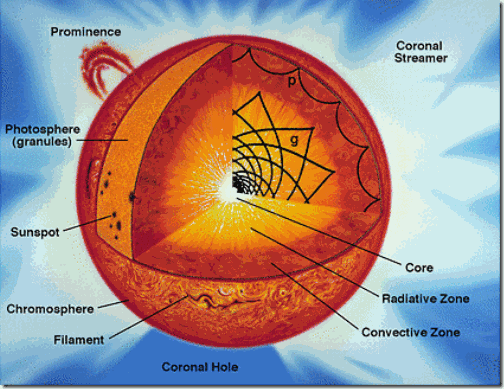 Prominence
Coronal
Streamer
p
Photosphere
(granules)
g
Sunspot
Core
Radiative Zone
Chromosphere
Convective Zone
Filament
Coronal Hole